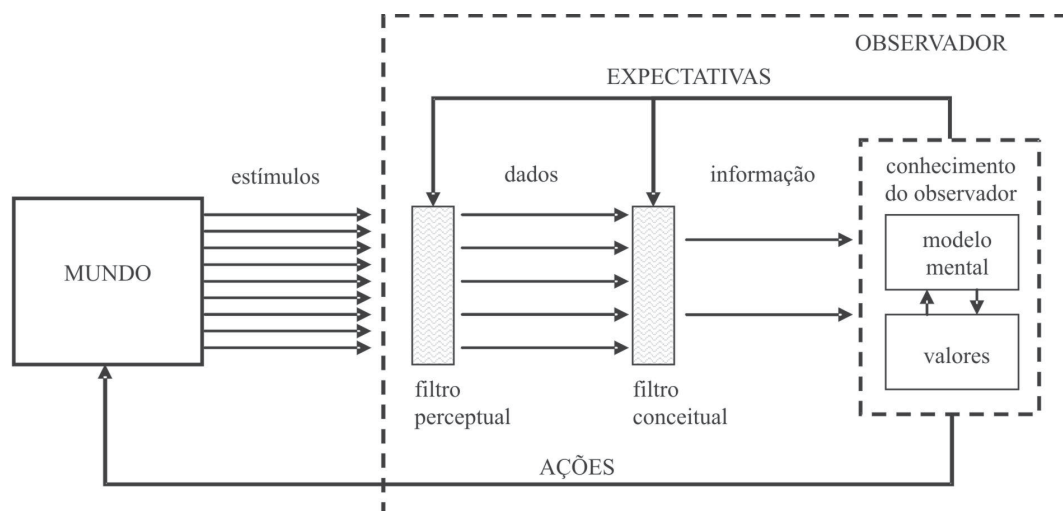 OBSERVADOR
EXPECTATIVAS
estímulos
dados
informação
conhecimento
do observador
MUNDO
modelo
mental
valores
filtro
perceptual
filtro
conceitual
AÇÕES